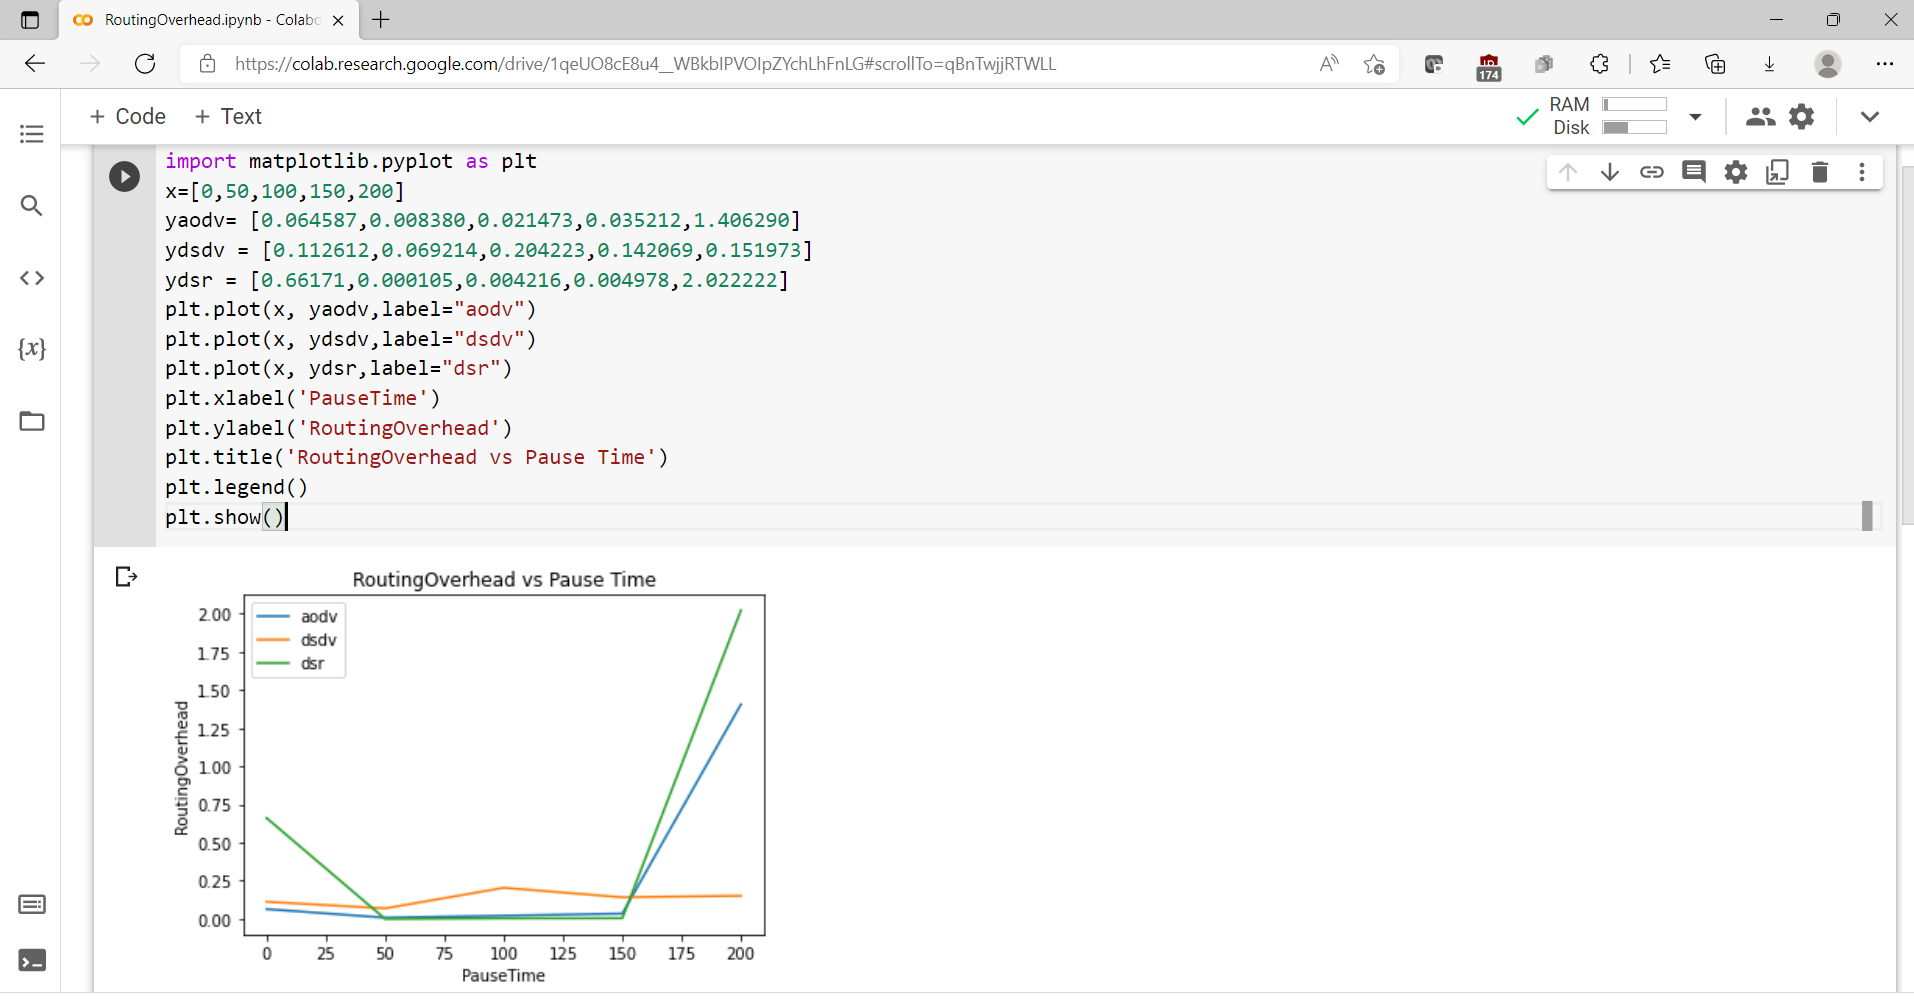 RoutingOverhead.ipynb - Colabo
https://colab.research.google.com/drive/1qeUO8cE8u4__WBkbIPVOIpZYchLhFnLG#scrollTo=qBnTwjjRTWLL
174
+ Code + Text
RAM
Disk
import matplotlib.pyplot as plt
x=[0,50,100,150,200]
yaodv= [0.064587,0.008380,0.021473,0.035212,1.406290]
ydsdv = [0.112612,0.069214,0.204223,0.142069,0.151973]
ydsr = [0.66171,0.000105,0.004216,0.004978,2.022222]
plt.plot(x, yaodv,label="aodv")
plt.plot(x, ydsdv,label="dsdv")
plt.plot(x, ydsr,label="dsr")
plt.xlabel('PauseTime')
plt.ylabel('RoutingOverhead')
plt.title('RoutingOverhead vs Pause Time')
plt.legend()
plt.show()
RoutingOverhead vs Pause Time
aodv
dsdv
dsr
2.00
1.75
1.50
1.25
1.00
0.75
0.50
0.25
0.00
RoutingOverhead
0 25 50 75 100 125 150 175 200
PauseTime